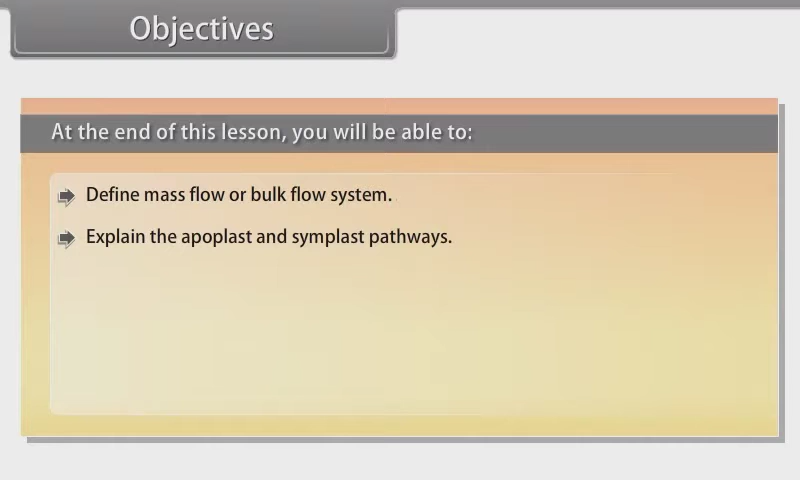 Objectives
At the end of this lesson, you will be able to:
Define mass flow or bulk flow system.
Explain the apoplast and symplast pathways.